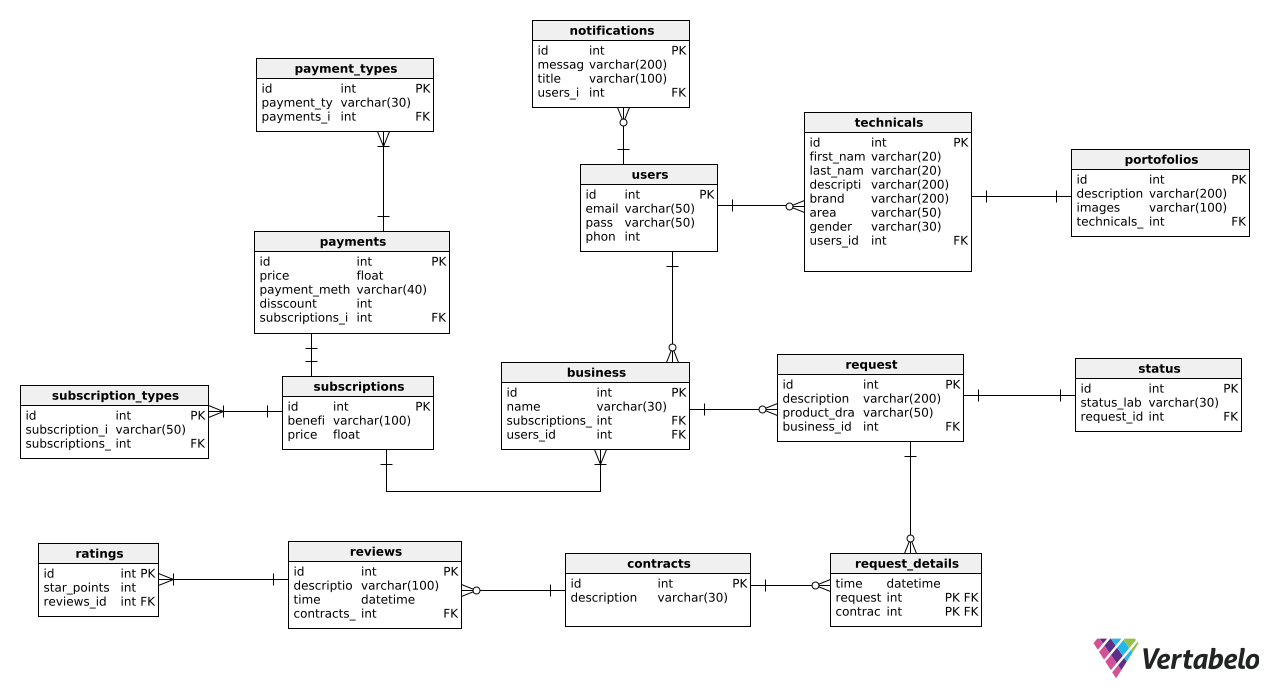 notifications
id int PK
messag varchar(200)
title varchar(100)
users_i int FK
payment_types
id int PK
payment_ty varchar(30)
payments_i int FK
technicals
id int PK
first_nam varchar(20)
last_nam varchar(20)
descripti varchar(200)
brand varchar(200)
area varchar(50)
gender varchar(30)
users_id int FK
portofolios
id int PK
description varchar(200)
images varchar(100)
technicals_ int FK
users
id int PK
email varchar(50)
pass varchar(50)
phon int
payments
id int PK
price float
payment_meth varchar(40)
disscount int
subscriptions_i int FK
subscription_types
id int PK
subscription_i varchar(50)
subscriptions_ int FK
subscriptions
id int PK
benefi varchar(100)
price float
business
id int PK
name varchar(30)
subscriptions_ int FK
users_id int FK
request
id int PK
description varchar(200)
product_dra varchar(50)
business_id int FK
status
id int PK
status_lab varchar(30)
request_id int FK
ratings
id int PK
star_points int
reviews_id int FK
reviews
id int PK
descriptio varchar(100)
time datetime
contracts_ int FK
contracts
id int PK
description varchar(30)
request_details
time datetime
request int PK FK
contrac int PK FK
Vertabelo